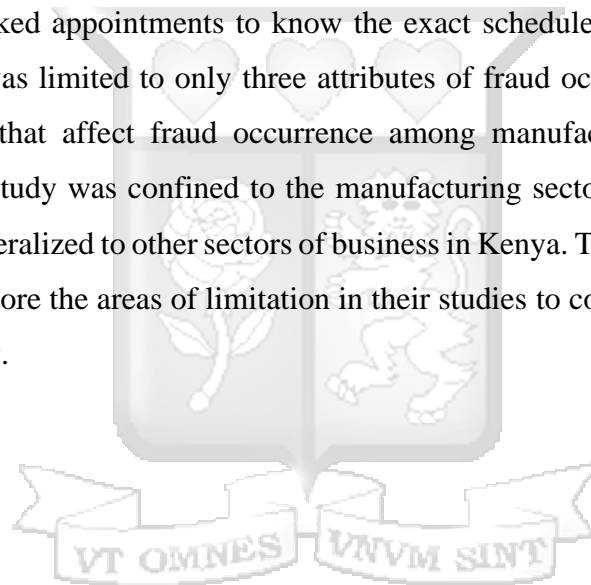 ked appointments to know the exact schedule
was limited to only three attributes of fraud oc
that affect fraud occurrence among manufac
study was confined to the manufacturing secto
eralized to other sectors of business in Kenya. T
ore the areas of limitation in their studies to co
.
VT OMNES VNVM SINT